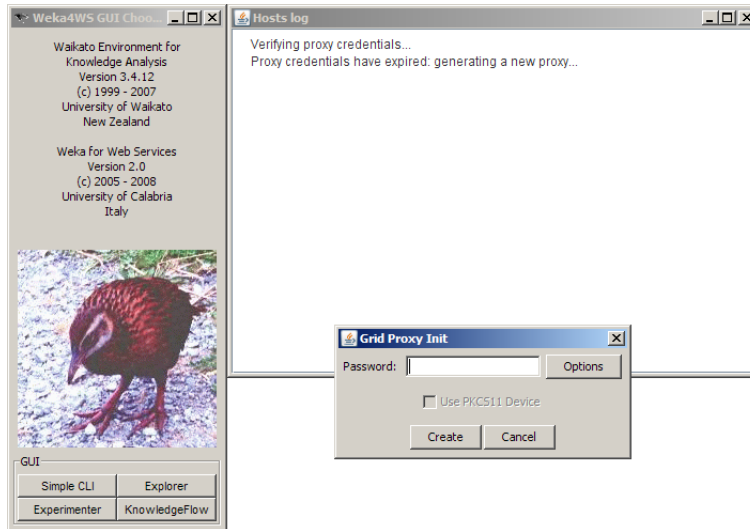 Weka4WS GUI Choo...
Waikato Environment for
Knowledge Analysis
Version 3.4.12
(c) 1999 - 2007
University of Waikato
New Zealand
Weka for Web Services
Version 2.0
(c) 2005 - 2008
University of Calabria
Italy
GUI
Simple CLI
Explorer
Experimenter
KnowledgeFlow
Hosts log
Verifying proxy credentials...
Proxy credentials have expired: generating a new proxy...
Grid Proxy Init
Password:
Options
Use PKCS11 Device
Create
Cancel